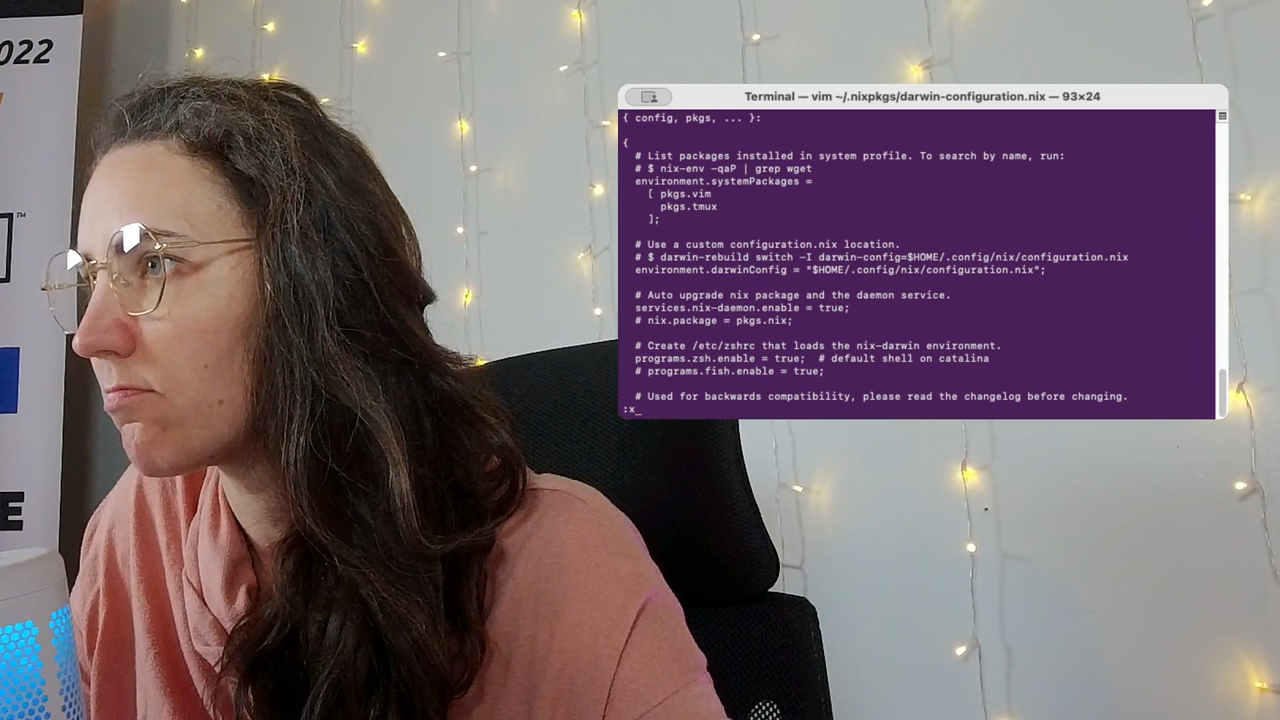 022
™
E
Terminal — vim ~/.nixpkgs/darwin-configuration.nix — 93×24
{ config, pkgs, ... }:
{
# List packages installed in system profile. To search by name, run:
# $ nix-env -qaP | grep wget
environment.systemPackages =
[ pkgs.vim
pkgs.tmux
];
# Use a custom configuration.nix location.
# $ darwin-rebuild switch -I darwin-config=$HOME/.config/nix/configuration.nix
environment.darwinConfig = "$HOME/.config/nix/configuration.nix";
# Auto upgrade nix package and the daemon service.
services.nix-daemon.enable = true;
# nix.package = pkgs.nix;
# Create /etc/zshrc that loads the nix-darwin environment.
programs.zsh.enable = true;  # default shell on catalina
# programs.fish.enable = true;
# Used for backwards compatibility, please read the changelog before changing.
:x_